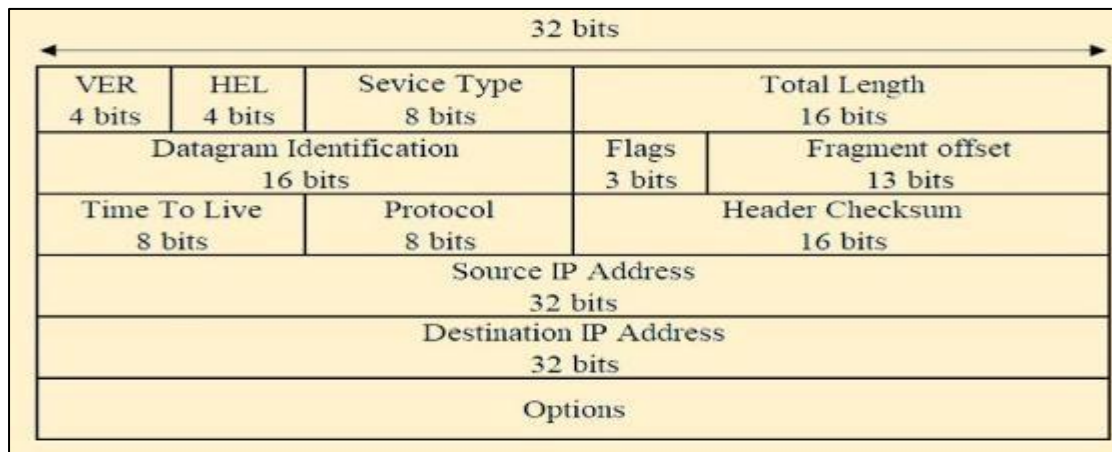 32 bits
VER HEL Sevice Type Total Length
4 bits 4 bits 8 bits 16 bits
Datagram Identification Flags Fragment offset
16 bits 3 bits 13 bits
Time To Live Protocol Header Checksum
8 bits 8 bits 16 bits
Source IP Address
32 bits
Destination IP Address
32 bits
Options